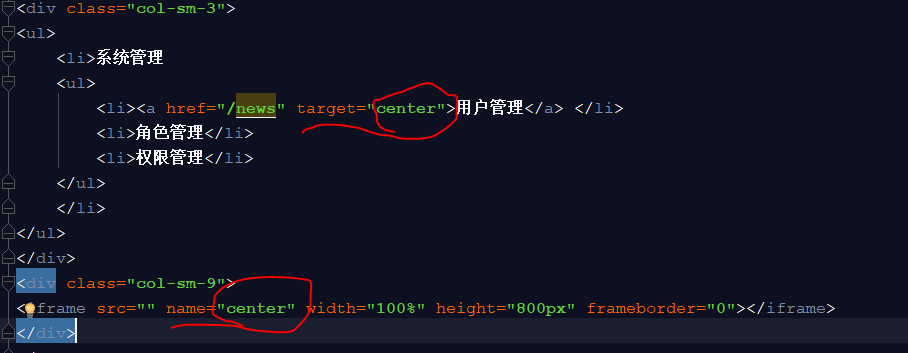 <div class="col-sm-3">
<ul>
<li>系统管理
<ul>
<li><a href="/news" target="center">用户管理</a> </li>
<li>角色管理</li>
<li>权限管理</li>
</ul>
</li>
</ul>
</div>
<div class="col-sm-9">
<iframe src="" name="center" width="100%" height="800px" frameborder="0"></iframe>
</div>